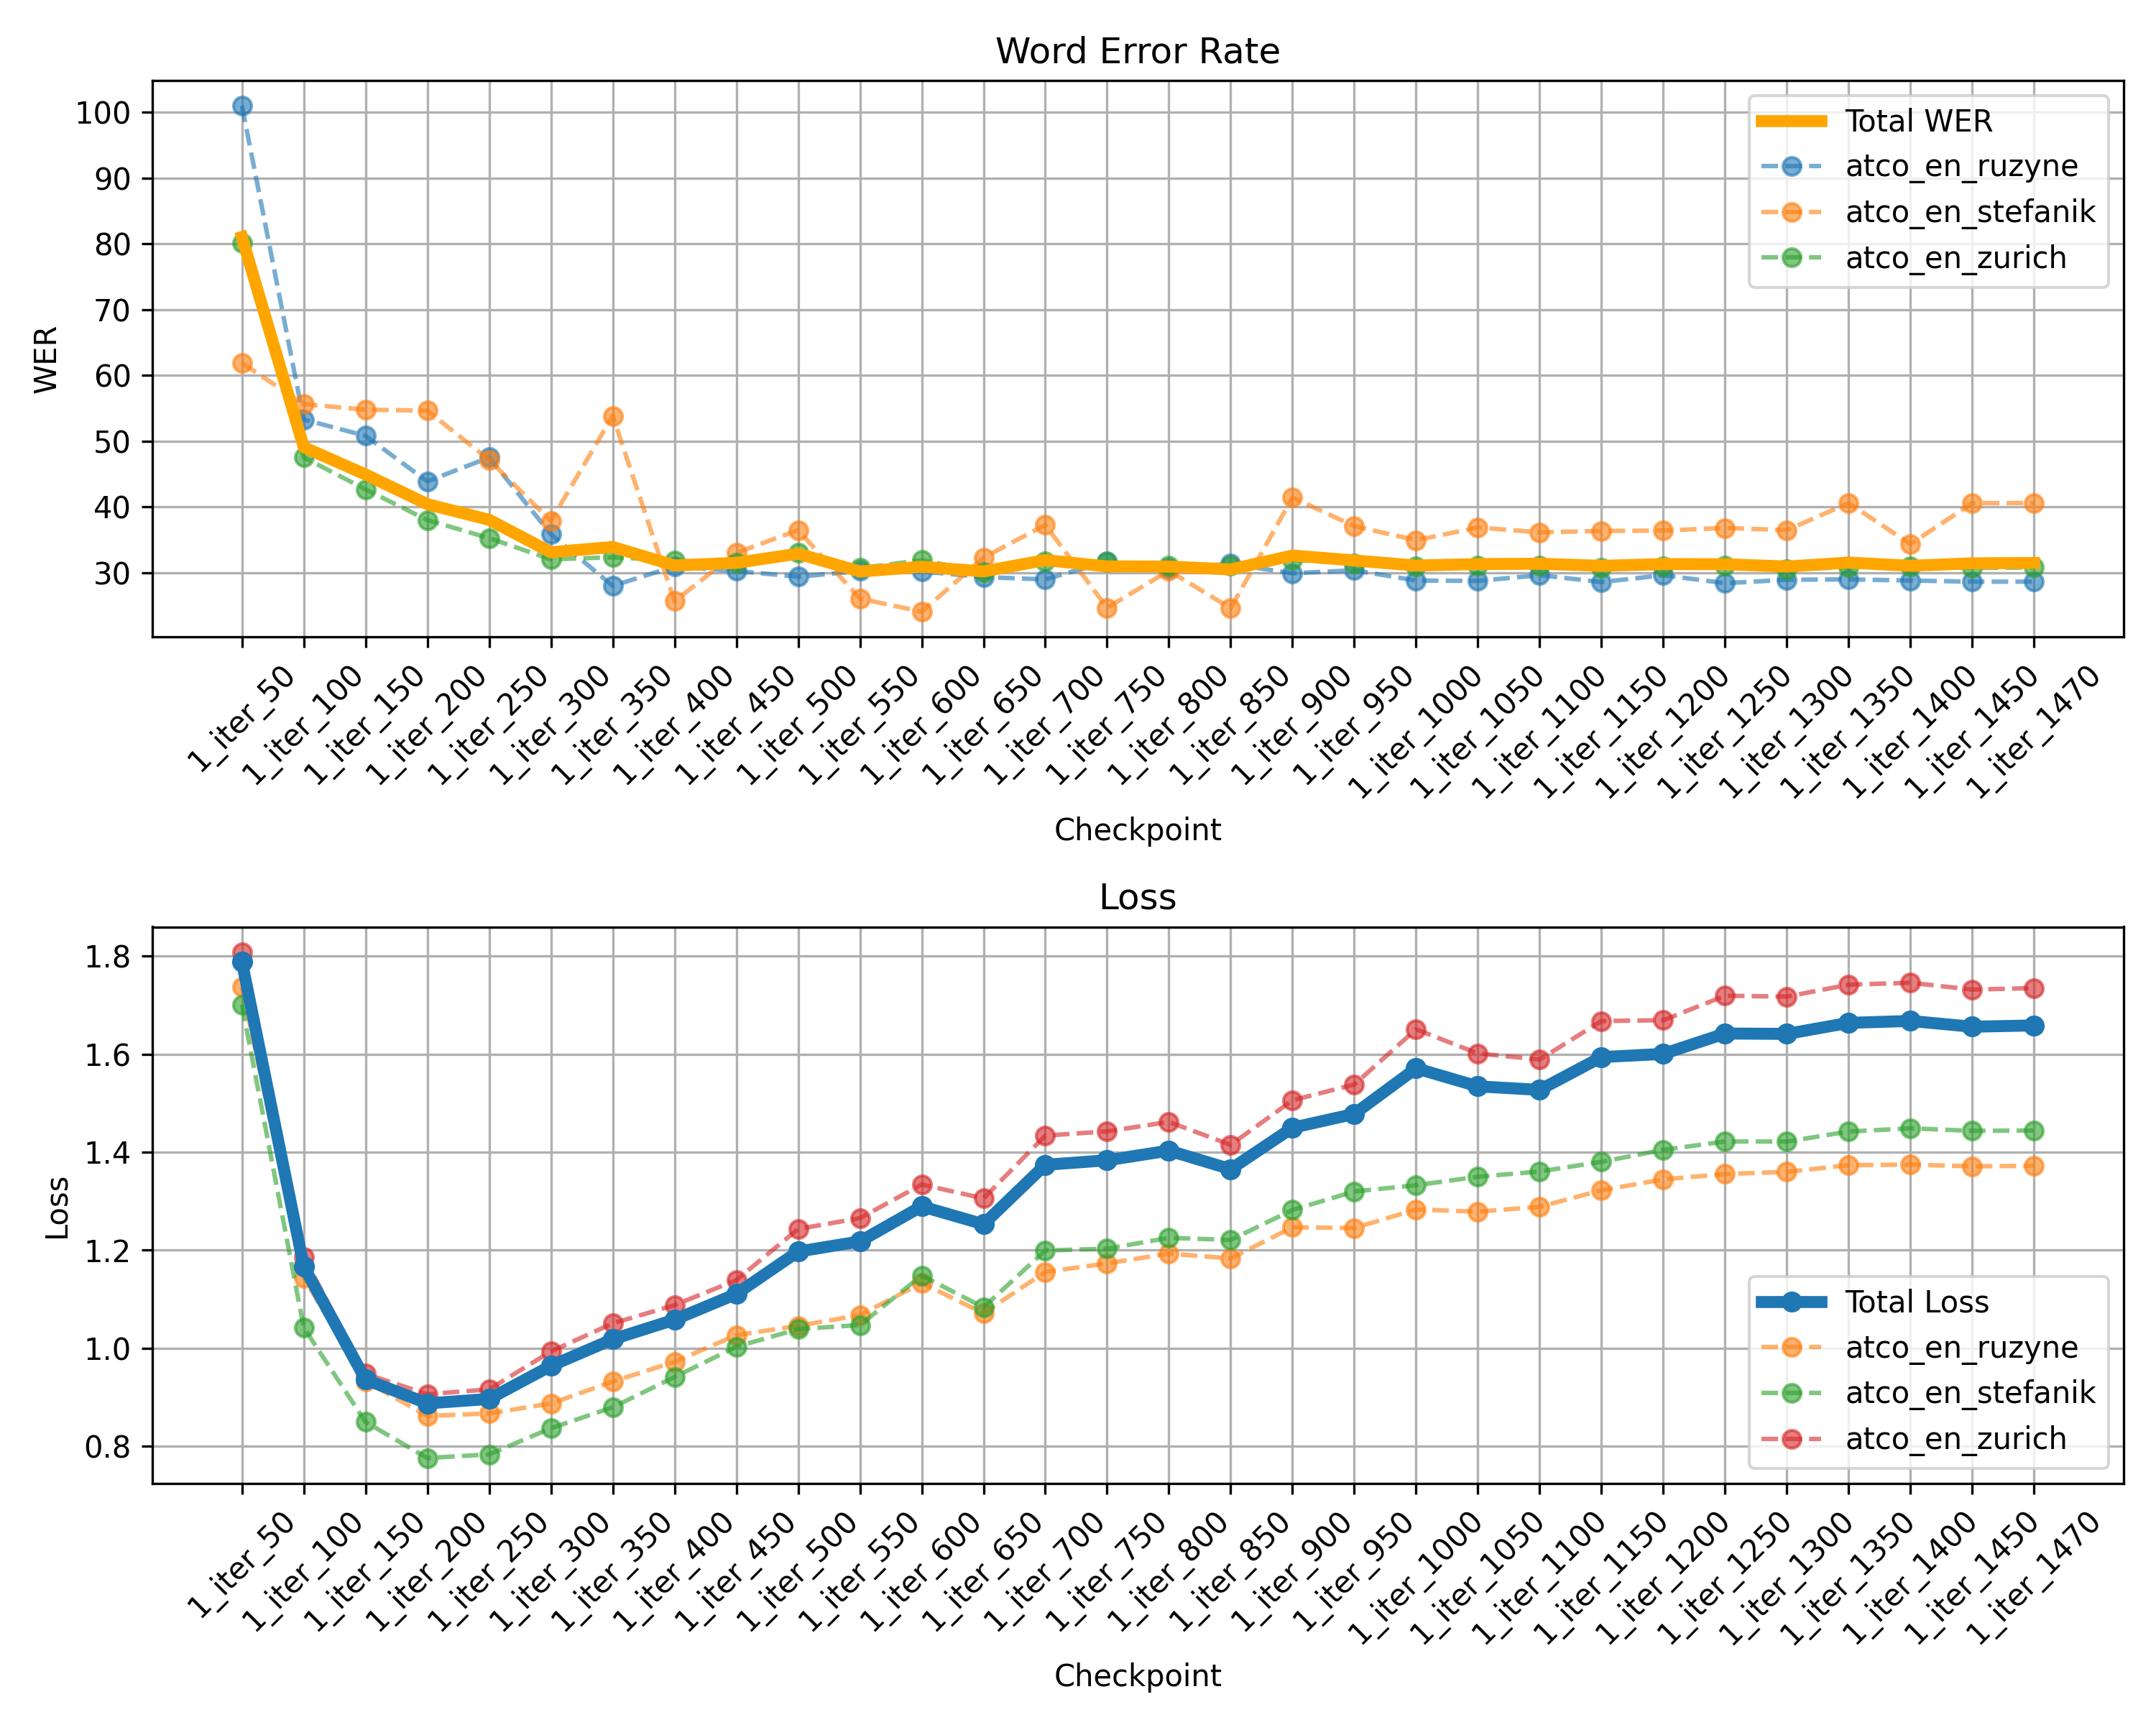 Word Error Rate
WER
100
90
80
70
60
50
40
30
Total WER
atco_en_ruzyne
atco_en_stefanik
atco_en_zurich
1_iter_50
1_iter_100
1_iter_150
1_iter_200
1_iter_250
1_iter_300
1_iter_350
1_iter_400
1_iter_450
1_iter_500
1_iter_550
1_iter_600
1_iter_650
1_iter_700
1_iter_750
1_iter_800
1_iter_850
1_iter_900
1_iter_950
1_iter_1000
1_iter_1050
1_iter_1100
1_iter_1150
1_iter_1200
1_iter_1250
1_iter_1300
1_iter_1350
1_iter_1400
1_iter_1450
1_iter_1470
Checkpoint
Loss
Loss
1.8
1.6
1.4
1.2
1.0
0.8
Total Loss
atco_en_ruzyne
atco_en_stefanik
atco_en_zurich
1_iter_50
1_iter_100
1_iter_150
1_iter_200
1_iter_250
1_iter_300
1_iter_350
1_iter_400
1_iter_450
1_iter_500
1_iter_550
1_iter_600
1_iter_650
1_iter_700
1_iter_750
1_iter_800
1_iter_850
1_iter_900
1_iter_950
1_iter_1000
1_iter_1050
1_iter_1100
1_iter_1150
1_iter_1200
1_iter_1250
1_iter_1300
1_iter_1350
1_iter_1400
1_iter_1450
1_iter_1470
Checkpoint